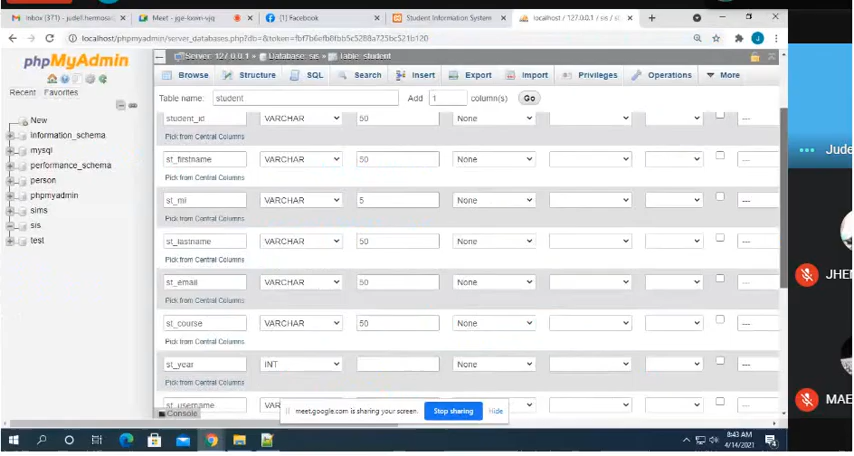 Inbox (371) - jude1.hermosa
Meet - jge-lowin-vjq
(1) Facebook
Student Information System
localhost / 127.0.0.1 / sis / s
localhost/phpmyadmin/server_databases.php?db=&token=fbf7b6efb8fbb5c5288a725bc521b120
phpMyAdmin
Recent Favorites
New
information_schema
mysql
performance_schema
person
phpmyadmin
sims
sis
test
Server: 127.0.0.1 » Database: sis » Table: student
Browse Structure SQL Search Insert Export Import Privileges Operations More
Table name: student Add 1 column(s) Go
student_id VARCHAR 50 None
Pick from Central Columns
st_firstname VARCHAR 50 None ---
Pick from Central Columns
st_mi VARCHAR 5 None ---
Pick from Central Columns
st_lastname VARCHAR 50 None ---
Pick from Central Columns
st_email VARCHAR 50 None ---
Pick from Central Columns
st_course VARCHAR 50 None ---
Pick from Central Columns
st_year INT None ---
Pick from Central Columns
st_username VAR
Console
meet.google.com is sharing your screen. Stop sharing Hide
8:43 AM
4/14/2021
4
Jude
JHEN
MAE